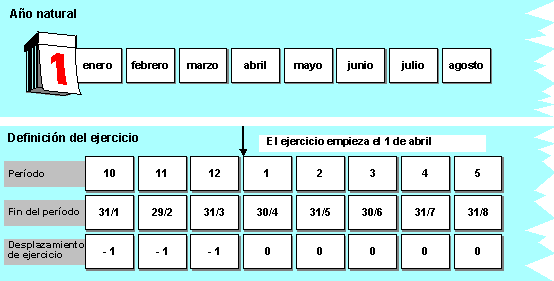 Año natural
1 enero febrero marzo abril mayo junio julio agosto
Definición del ejercicio
El ejercicio empieza el 1 de abril
Período 10 11 12 1 2 3 4 5
Fin del período 31/1 29/2 31/3 30/4 31/5 30/6 31/7 31/8
Desplazamiento
de ejercicio - 1 - 1 - 1 0 0 0 0 0